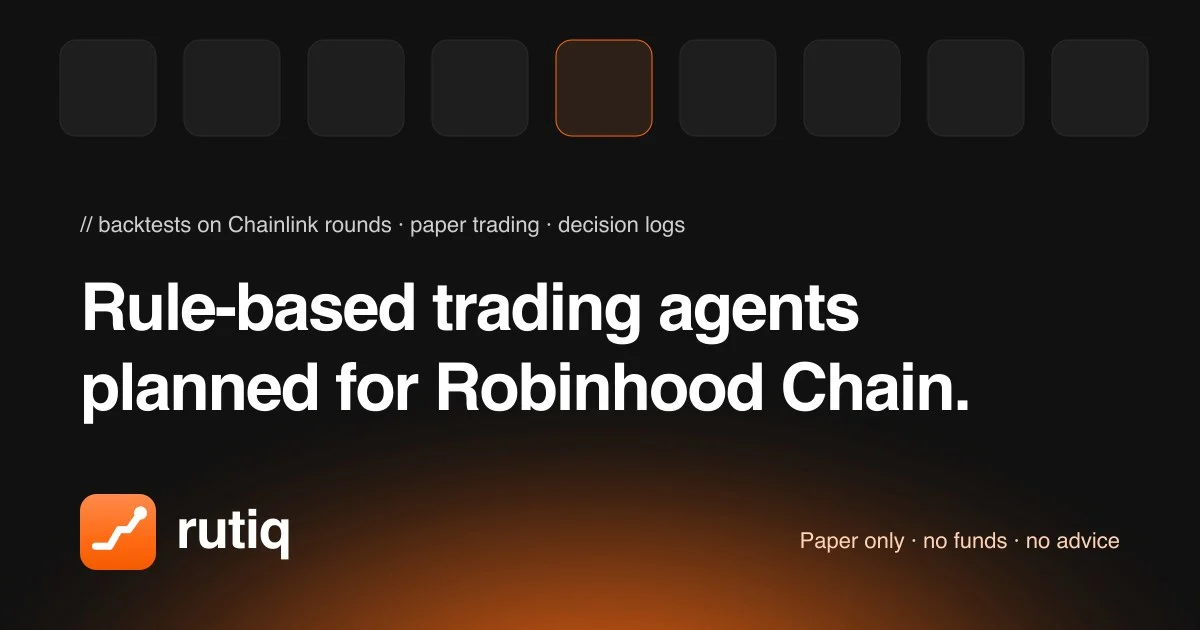 // backtests on Chainlink rounds · paper trading · decision logs
Rule-based trading agents
planned for Robinhood Chain.
rutiq
Paper only · no funds · no advice